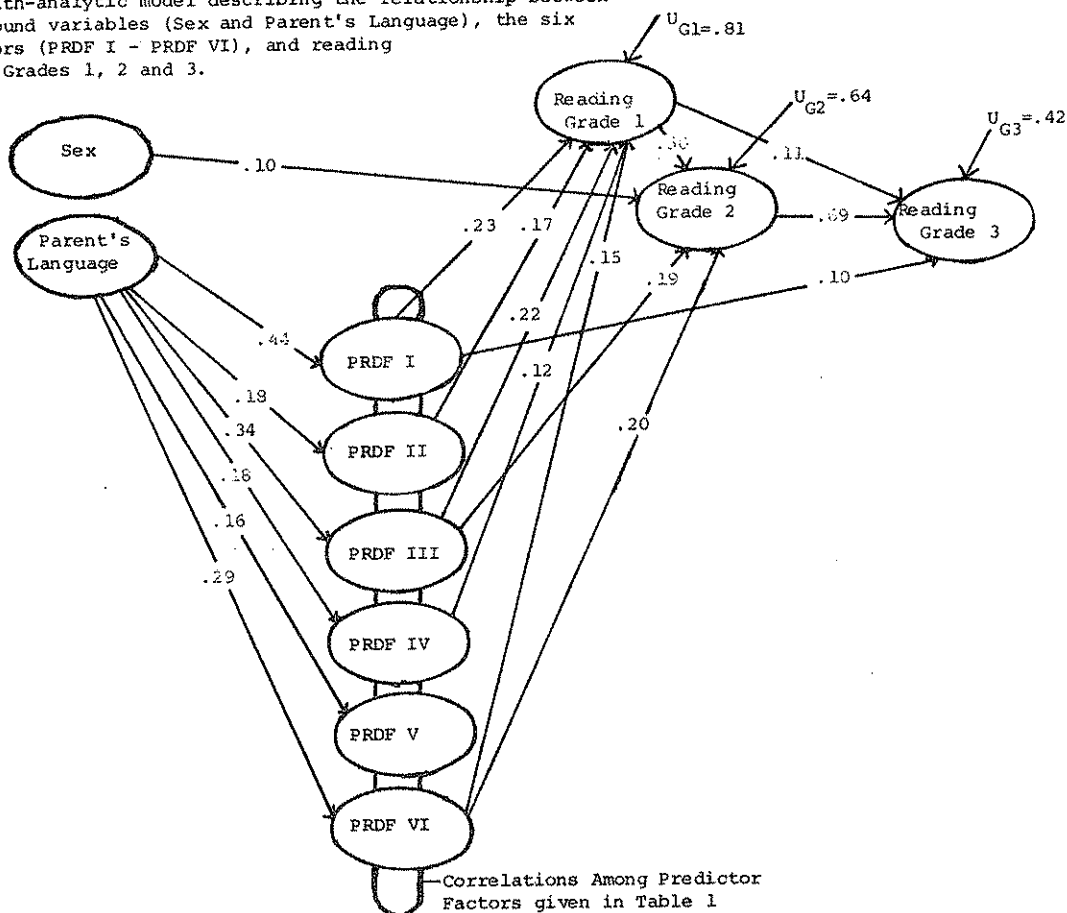 th-analytic model describing the relationship between
ound variables (Sex and Parent's Language), the six
ors (PRDF I - PRDF VI), and reading
Grades 1, 2 and 3.
U G1=.81
Reading
Grade 1
U G2=.64
U G3=.42
Sex
.10
.11
Reading
Grade 2
.69
Reading
Grade 3
Parent's
Language
.23
.17
.15
.19
.10
.44
.22
PRDF I
.12
.18
.20
PRDF II
.34
.18
.16
PRDF III
.29
PRDF IV
PRDF V
PRDF VI
Correlations Among Predictor
Factors given in Table 1